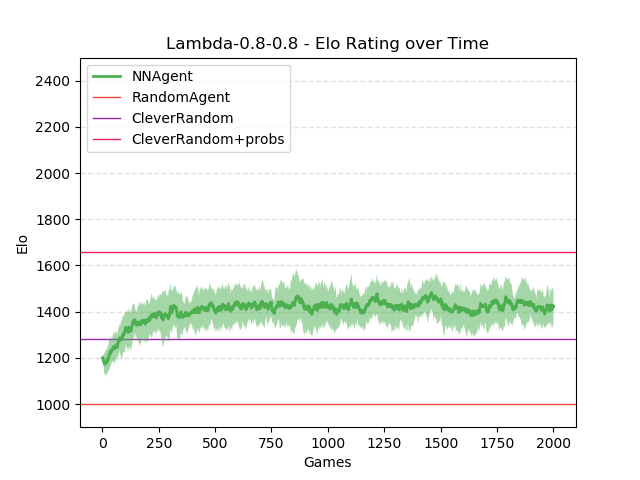 Lambda-0.8-0.8 - Elo Rating over Time
NNAgent
RandomAgent
CleverRandom
CleverRandom+probs
2400
2200
2000
1800
1600
1400
1200
1000
Elo
0
250
500
750
1000
1250
1500
1750
2000
Games